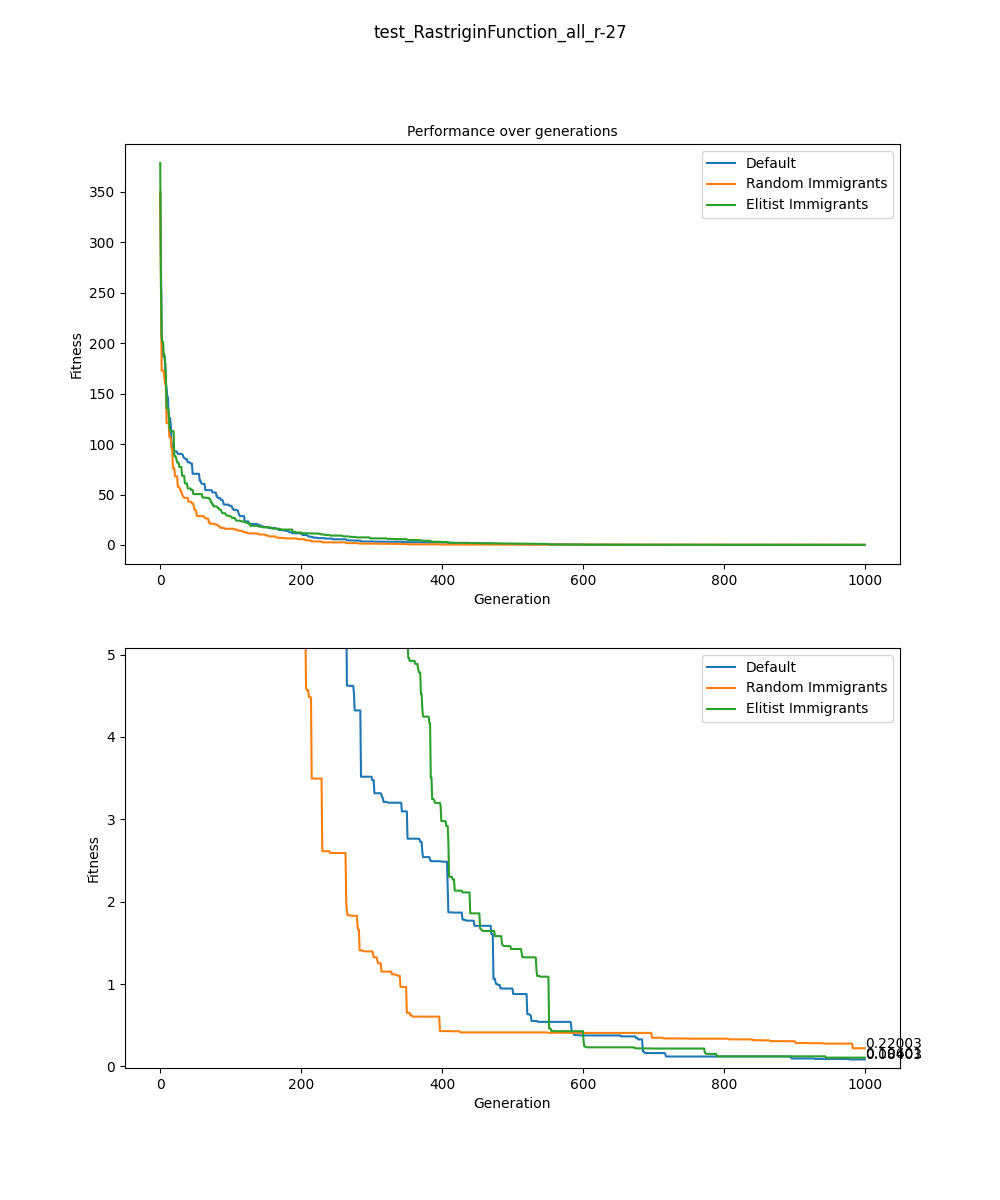 test_RastriginFunction_all_r-27
Performance over generations
Default
Random Immigrants
Elitist Immigrants
350
300
250
200
150
100
50
0
Fitness
0 200 400 600 800 1000
Generation
Default
Random Immigrants
Elitist Immigrants
5
4
3
2
1
0
Fitness
0.22003
0 200 400 600 800 1000
Generation